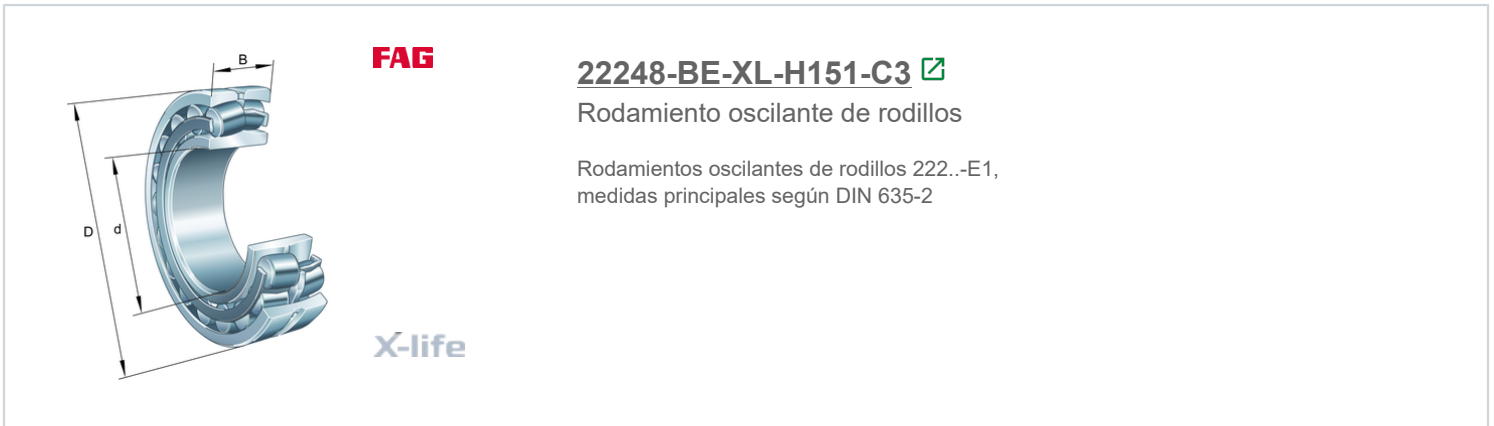 B
FAG
22248-BE-XL-H151-C3
Rodamiento oscilante de rodillos
Rodamientos oscilantes de rodillos 222..-E1,
medidas principales según DIN 635-2
D
d
X-life